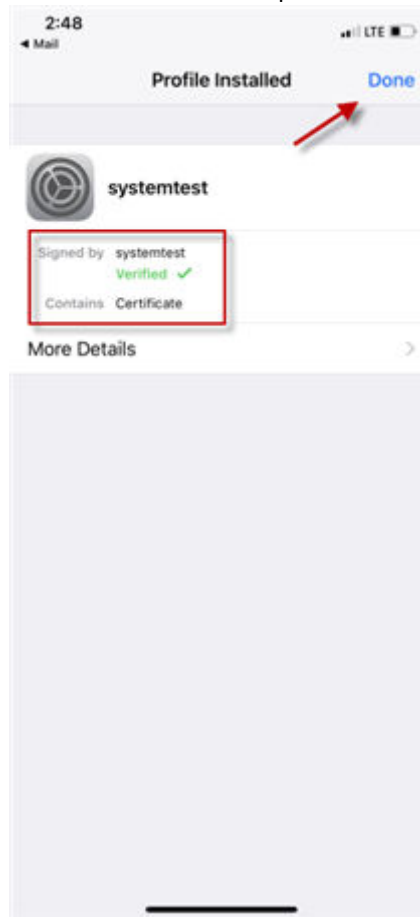 2:48
LTE
Mail
Profile Installed
Done
systemtest
Signed by systemtest
Verified
Contains Certificate
More Details